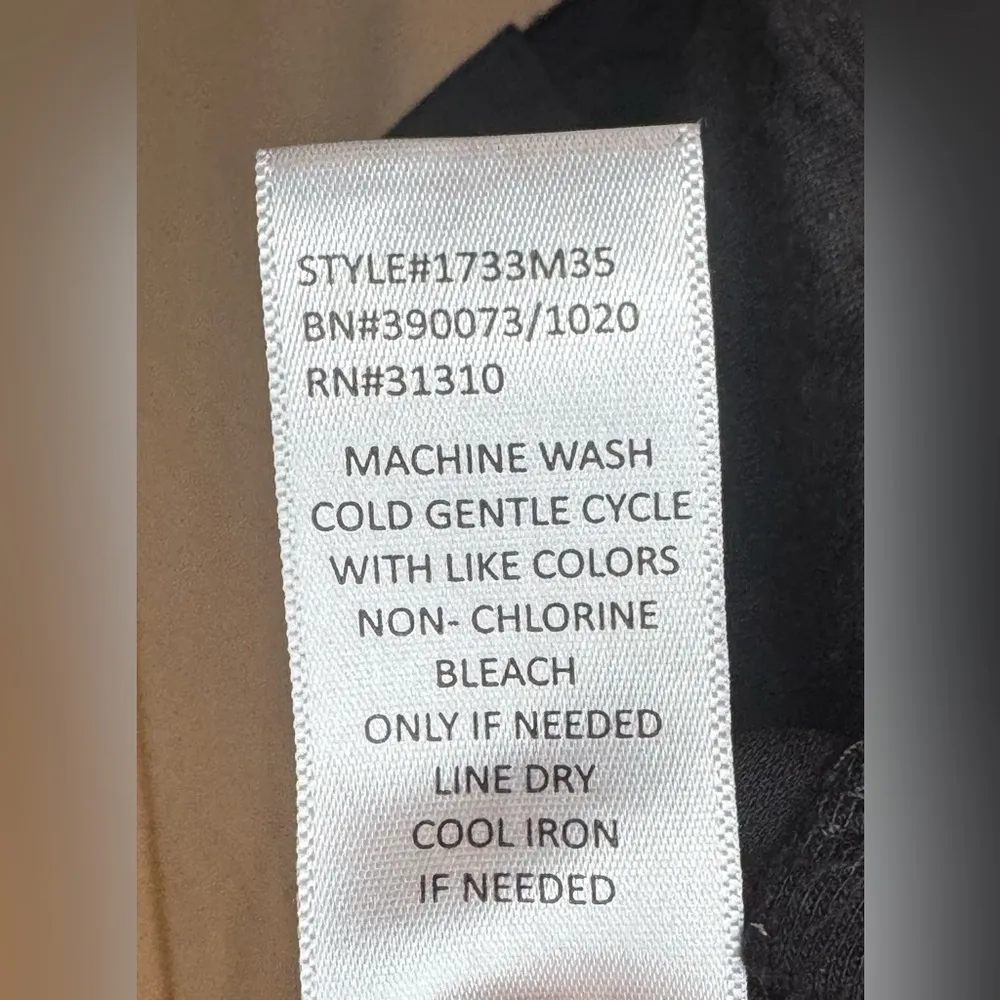 STYLE#1733M35
BN#390073/1020
RN#31310
MACHINE WASH
COLD GENTLE CYCLE
WITH LIKE COLORS
NON- CHLORINE
BLEACH
ONLY IF NEEDED
LINE DRY
COOL IRON
IF NEEDED